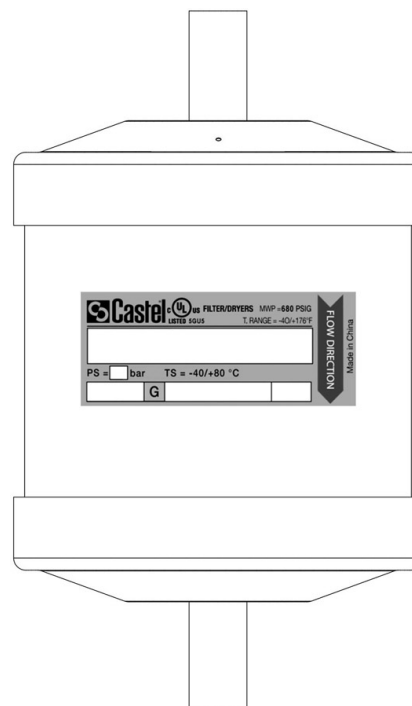 Castel c UL us FILTER/DRYERS MWP =680 PSIG
LISTED SGU5 T. RANGE = -40/+176°F
PS = bar TS = -40/+80 °C
G
FLOW DIRECTION
Made in China